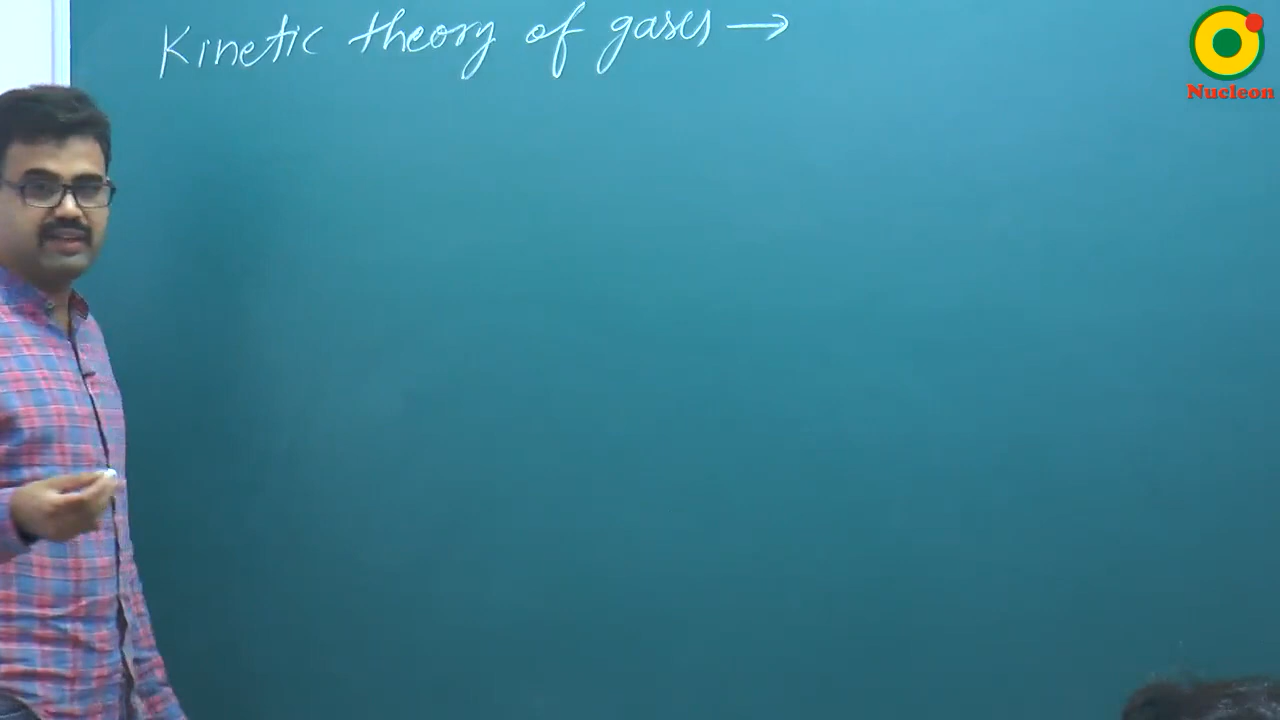 Kinetic theory of gases →
Nucleon